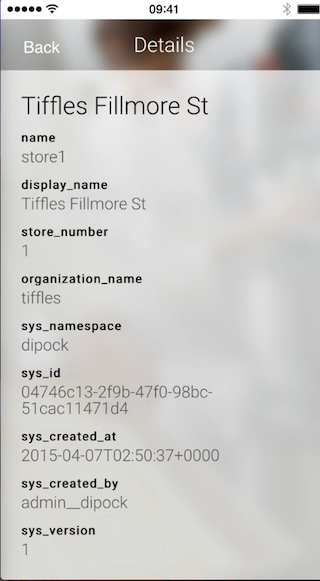 09:41
Back
Details
Tiffles Fillmore St
name
store1
display_name
Tiffles Fillmore St
store_number
1
organization_name
tiffles
sys_namespace
dipock
sys_id
04746c13-2f9b-47f0-98bc-
51cac11471d4
sys_created_at
2015-04-07T02:50:37+0000
sys_created_by
admin__dipock
sys_version
1